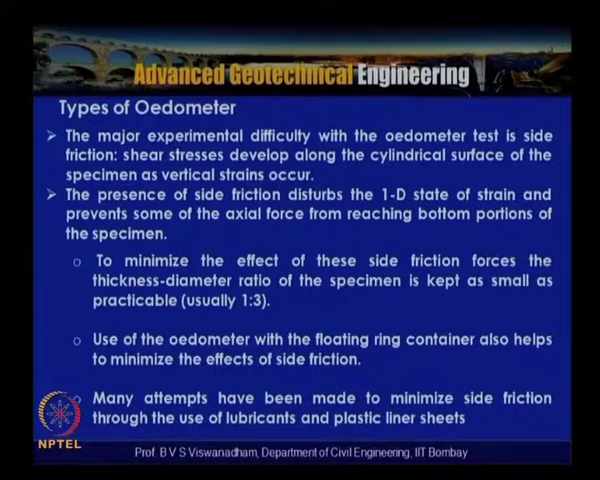 Advanced Geotechnical Engineering
Types of Oedometer
➤ The major experimental difficulty with the oedometer test is side
friction: shear stresses develop along the cylindrical surface of the
specimen as vertical strains occur.
➤ The presence of side friction disturbs the 1-D state of strain and
prevents some of the axial force from reaching bottom portions of
the specimen.
o To minimize the effect of these side friction forces the
thickness-diameter ratio of the specimen is kept as small as
practicable (usually 1:3).
o Use of the oedometer with the floating ring container also helps
to minimize the effects of side friction.
o Many attempts have been made to minimize side friction
through the use of lubricants and plastic liner sheets
NPTEL
Prof. B V S Viswanadham, Department of Civil Engineering, IIT Bombay